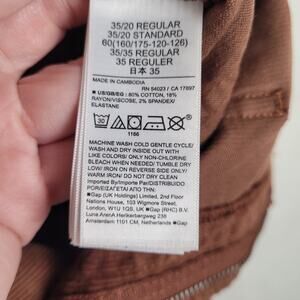 35/20 REGULAR
35/20 STANDARD
60(160/175-120-126)
35/35 REGULAR
35 REGULER
日本 35
MADE IN CAMBODIA
RN 54023 / CA 17897
■ US/GB/EG : 80% COTTON, 18%
RAYON/VISCOSE, 2% SPANDEX/
ELASTANE
30
1166
MACHINE WASH COLD GENTLE CYCLE/
WASH AND DRY INSIDE OUT WITH
LIKE COLORS/ ONLY NON-CHLORINE
BLEACH WHEN NEEDED/ TUMBLE DRY
LOW/ IRON ON REVERSE SIDE ONLY/
WARM IRON/ DO NOT DRY CLEAN
Imported By/Importe Par/DISTRIBUIDO
POR/ΕΙΣΑΓΕΤΑΙ ΑΠΟ ΤΗΝ:
■Gap (UK Holdings) Limited, 2nd Floor
Nations House, 103 Wigmore Street,
London, W1U 1QS, UK ■Gap (RHC) B.V.
Luna ArenA Herikerbergweg 238
Amsterdam 1101 CM, Netherlands ■Gap